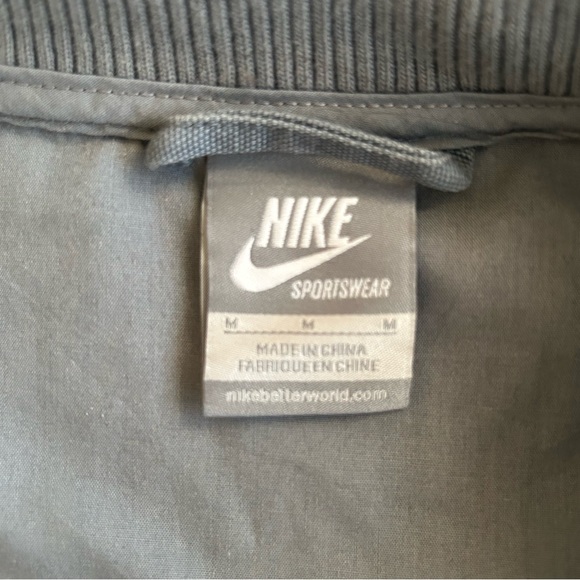 NIKE
SPORTSWEAR
M M M
MADE IN CHINA
FABRIQUE EN CHINE
nikebetterworld.com